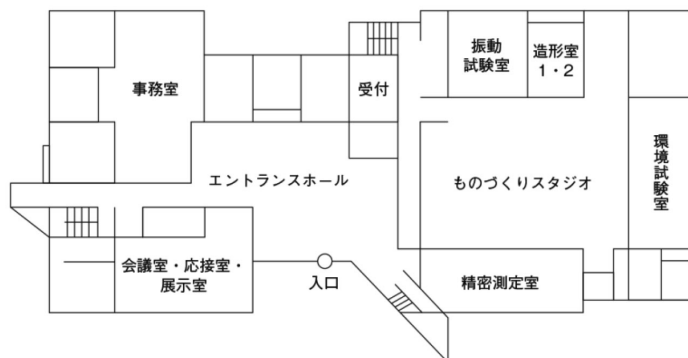 振動
試験室
造形室
1・2
事務室
受付
環境試験室
エントランスホール
ものづくりスタジオ
会議室・応接室・
展示室
入口
精密測定室